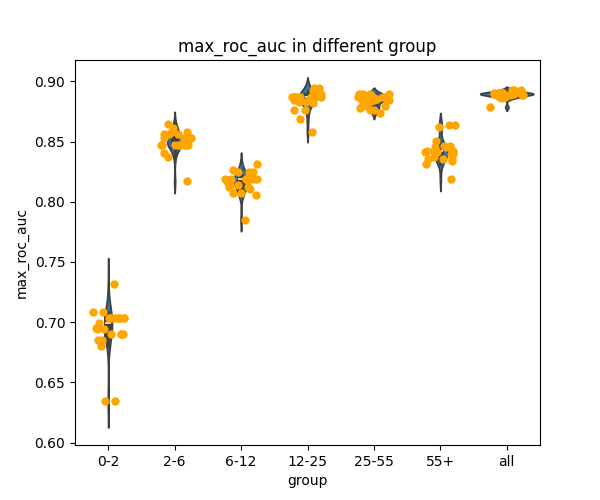 max_roc_auc in different group
max_roc_auc
0.90
0.85
0.80
0.75
0.70
0.65
0.60
0-2 2-6 6-12 12-25 25-55 55+ all
group